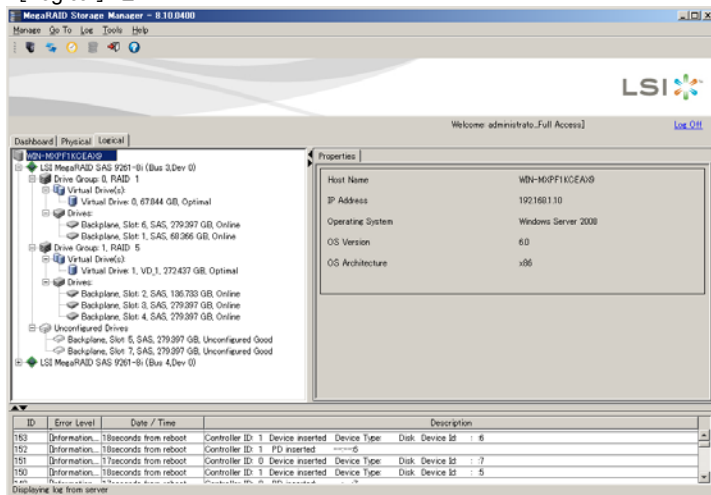 MegaRAID Storage Manager - 8.10.0400
Manage Go To Log Tools Help
LSI
Welcome: administrato..Full Access]
Log Off
Dashboard Physical Logical
WIN-MXPF1KCEAX9
LSI MegaRAID SAS 9261-8i (Bus 3,Dev 0)
Drive Group: 0, RAID 1
Virtual Drive(s):
Virtual Drive: 0, 67.844 GB, Optimal
Drives:
Backplane, Slot: 6, SAS, 279.397 GB, Online
Backplane, Slot: 1, SAS, 68.366 GB, Online
Drive Group: 1, RAID 5
Virtual Drive(s):
Virtual Drive: 1, VD_1, 272.437 GB, Optimal
Drives:
Backplane, Slot: 2, SAS, 136.733 GB, Online
Backplane, Slot: 3, SAS, 279.397 GB, Online
Backplane, Slot: 4, SAS, 279.397 GB, Online
Unconfigured Drives
Backplane, Slot: 5, SAS, 279.397 GB, Unconfigured Good
Backplane, Slot: 7, SAS, 279.397 GB, Unconfigured Good
LSI MegaRAID SAS 9261-8i (Bus 4,Dev 0)
Properties
Host Name WIN-MXPF1KCEAX9
IP Address 192.168.1.10
Operating System Windows Server 2008
OS Version 6.0
OS Architecture x86
ID Error Level Date / Time Description
153 [Information... 18seconds from reboot Controller ID: 1 Device inserted Device Type: Disk Device Id : :6
152 [Information... 18seconds from reboot Controller ID: 1 PD inserted -:-:-:6
151 [Information... 17seconds from reboot Controller ID: 0 Device inserted Device Type: Disk Device Id : :7
150 [Information... 18seconds from reboot Controller ID: 1 Device inserted Device Type: Disk Device Id : :5
Displaying log from server